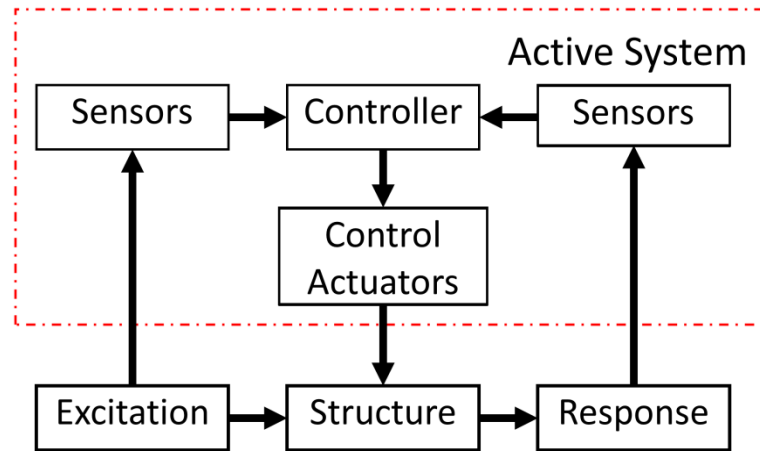 Active System
Sensors
Controller
Sensors
Control
Actuators
Excitation
Structure
Response